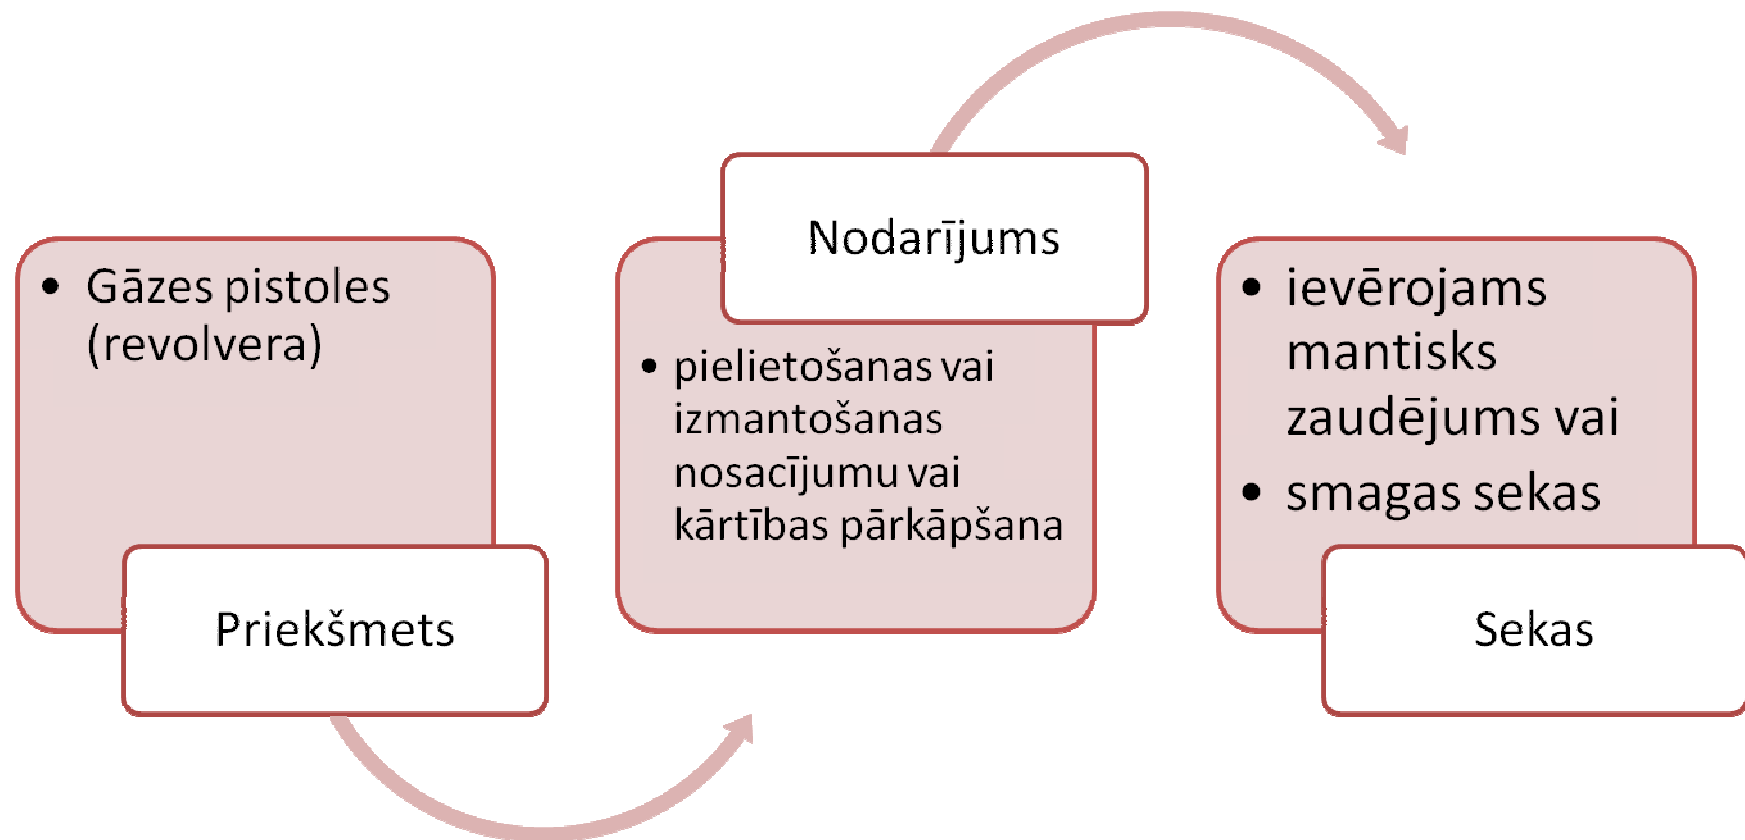 Gāzes pistoles
(revolvera)
Priekšmets
Nodarījums
pielietošanas vai
izmantošanas
nosacījumu vai
kārtības pārkāpšana
ievērojams
mantisks
zaudējums vai
smagas sekas
Sekas